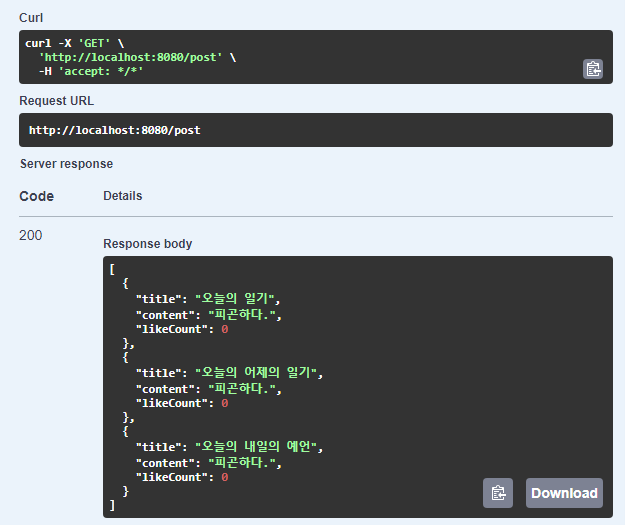 Curl
curl -X 'GET' \
  'http://localhost:8080/post' \
  -H 'accept: */*'
Request URL
http://localhost:8080/post
Server response
Code Details
200
Response body
[
  {
    "title": "오늘의 일기",
    "content": "피곤하다.",
    "likeCount": 0
  },
  {
    "title": "오늘의 어제의 일기",
    "content": "피곤하다.",
    "likeCount": 0
  },
  {
    "title": "오늘의 내일의 예언",
    "content": "피곤하다.",
    "likeCount": 0
  }
]
Download